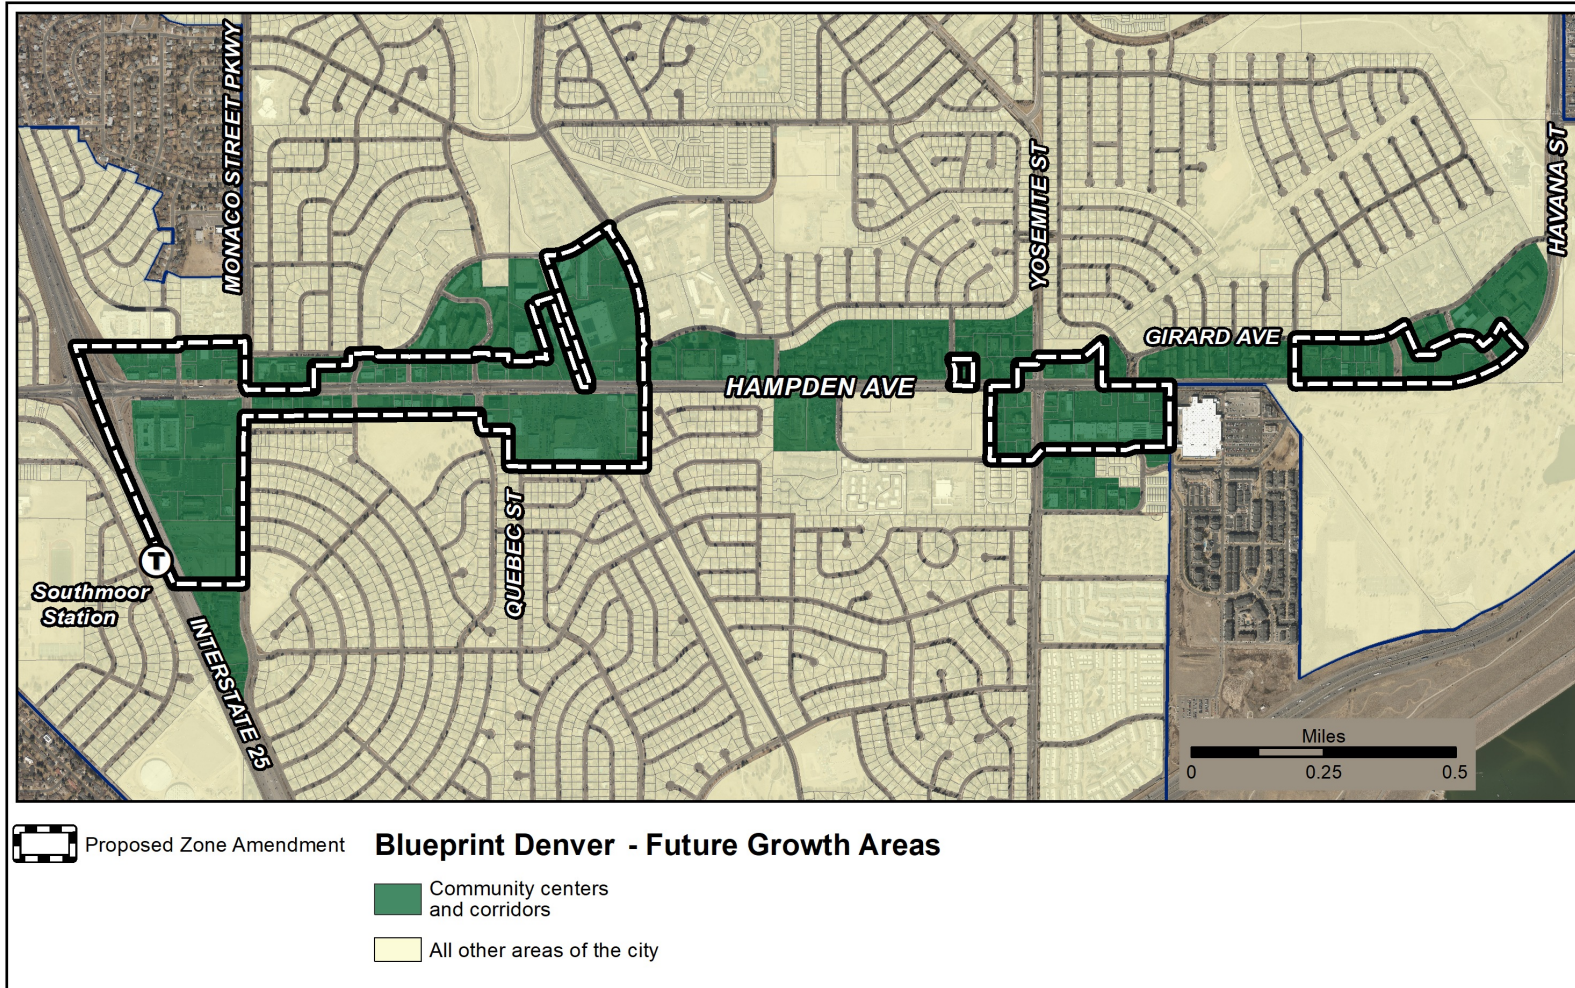 MONACO STREET PKWY
YOSEMITE ST
HAVANA ST
GIRARD AVE
HAMPDEN AVE
QUEBEC ST
T
Southmoor
Station
INTERSTATE 25
Miles
0 0.25 0.5
Proposed Zone Amendment
Blueprint Denver - Future Growth Areas
Community centers
and corridors
All other areas of the city